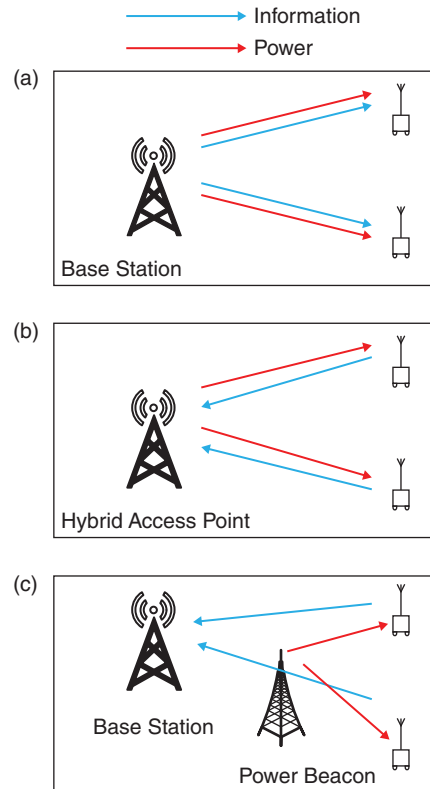 Information
Power
(a)
Base Station
(b)
Hybrid Access Point
(c)
Base Station
Power Beacon